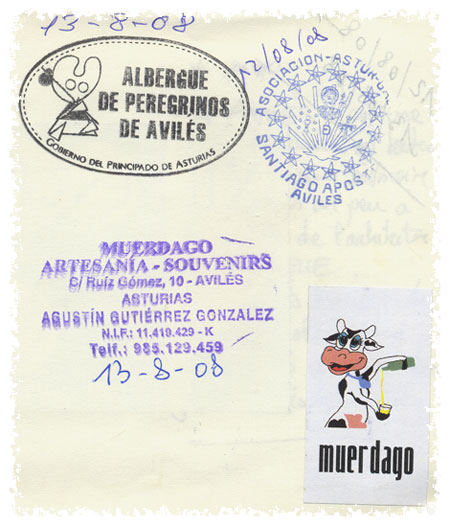 13-8-08
ALBERGUE
DE PEREGRINOS
DE AVILÉS
GOBIERNO DEL PRINCIPADO DE ASTURIAS
12/08/08
ASOCIACION-ASTUR-
SANTIAGO APOS
AVILES
MUERDAGO
ARTESANÍA - SOUVENIRS
C/ Ruíz Gómez, 10 - AVILÉS
ASTURIAS
AGUSTÍN GUTIÉRREZ GONZALEZ
N.I.F.: 11.419.429 - K
Telf.: 985.129.459
13-8-08
muerdago